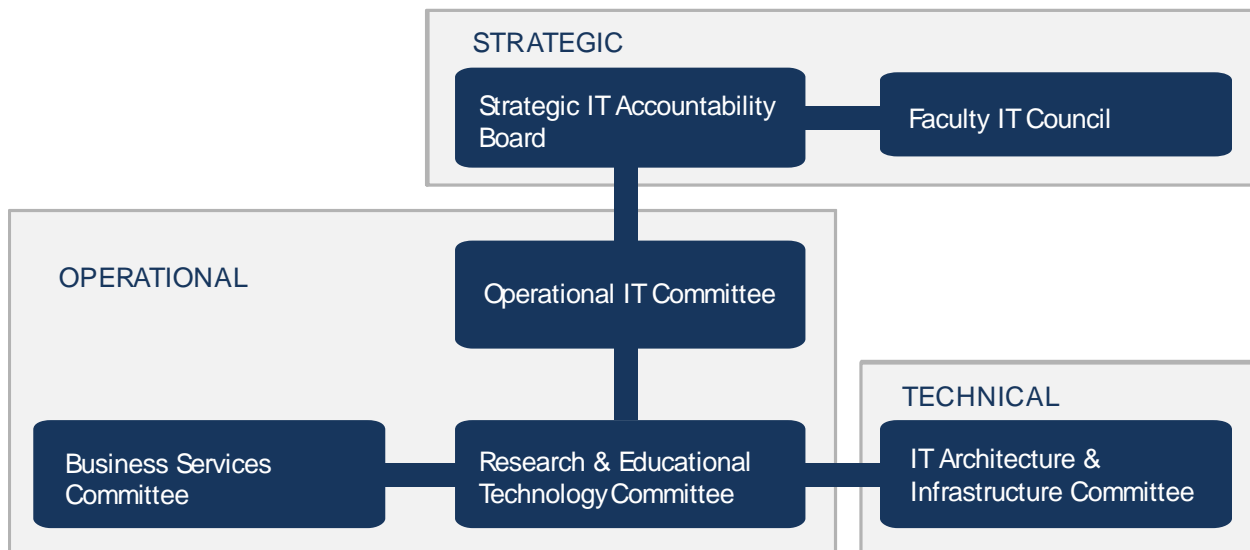 STRATEGIC
Strategic IT Accountability
Board
Faculty IT Council
OPERATIONAL
Operational IT Committee
TECHNICAL
Business Services
Committee
Research & Educational
Technology Committee
IT Architecture &
Infrastructure Committee